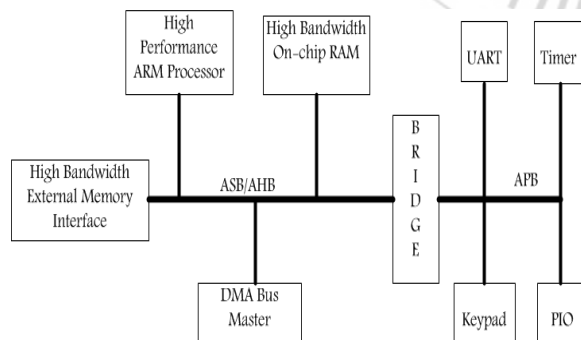 High
Performance
ARM Processor
High Bandwidth
On-chip RAM
UART
Timer
High Bandwidth
External Memory
Interface
ASB/AHB
B
R
I
D
G
E
APB
DMA Bus
Master
Keypad
PIO